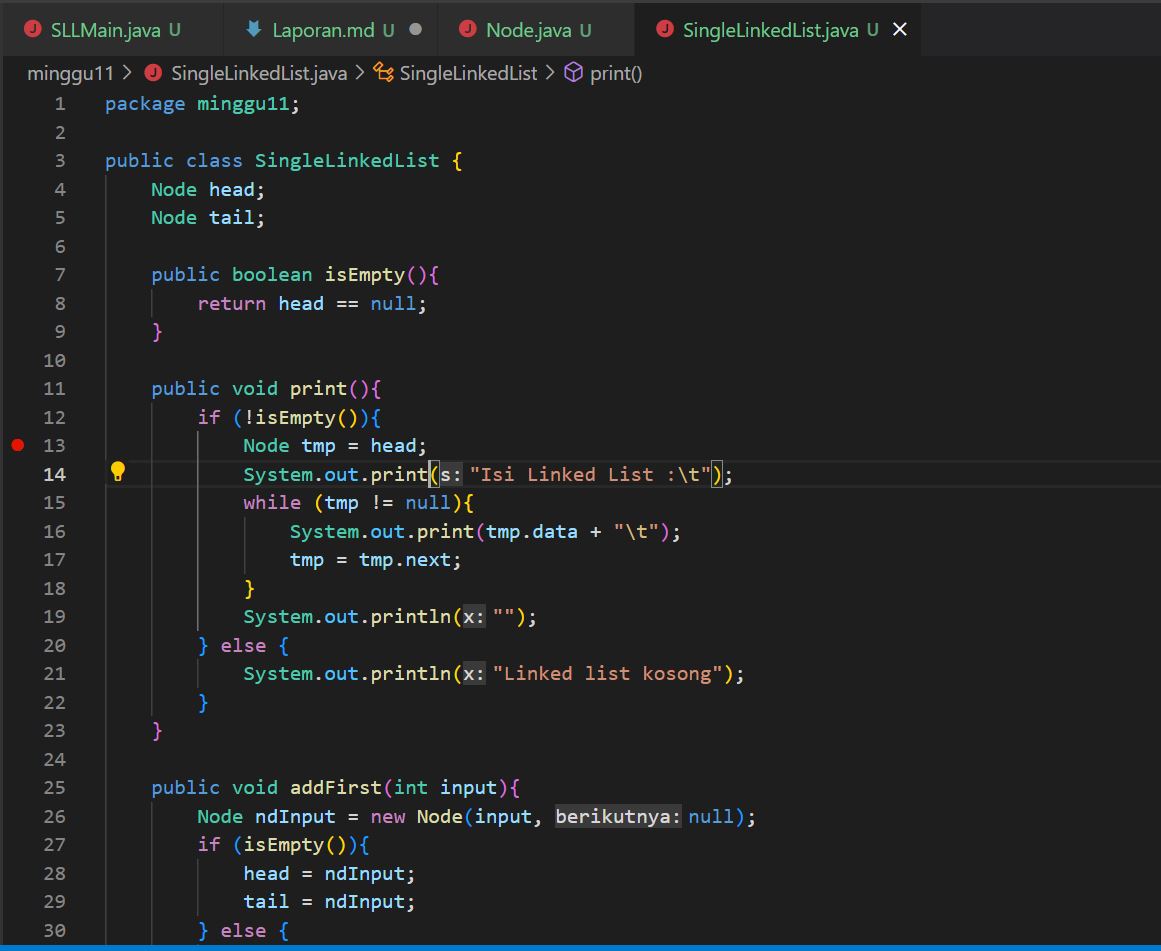 SLLMain.java U Laporan.md U Node.java U SingleLinkedList.java U
minggu11 > SingleLinkedList.java > SingleLinkedList > print()
1 package minggu11;
2
3 public class SingleLinkedList {
4 Node head;
5 Node tail;
6
7 public boolean isEmpty(){
8 return head == null;
9 }
10
11 public void print(){
12 if (!isEmpty()){
13 Node tmp = head;
14 System.out.print(s: "Isi Linked List :\t");
15 while (tmp != null){
16 System.out.print(tmp.data + "\t");
17 tmp = tmp.next;
18 }
19 System.out.println(x: "");
20 } else {
21 System.out.println(x: "Linked list kosong");
22 }
23 }
24
25 public void addFirst(int input){
26 Node ndInput = new Node(input, berikutnya: null);
27 if (isEmpty()){
28 head = ndInput;
29 tail = ndInput;
30 } else {